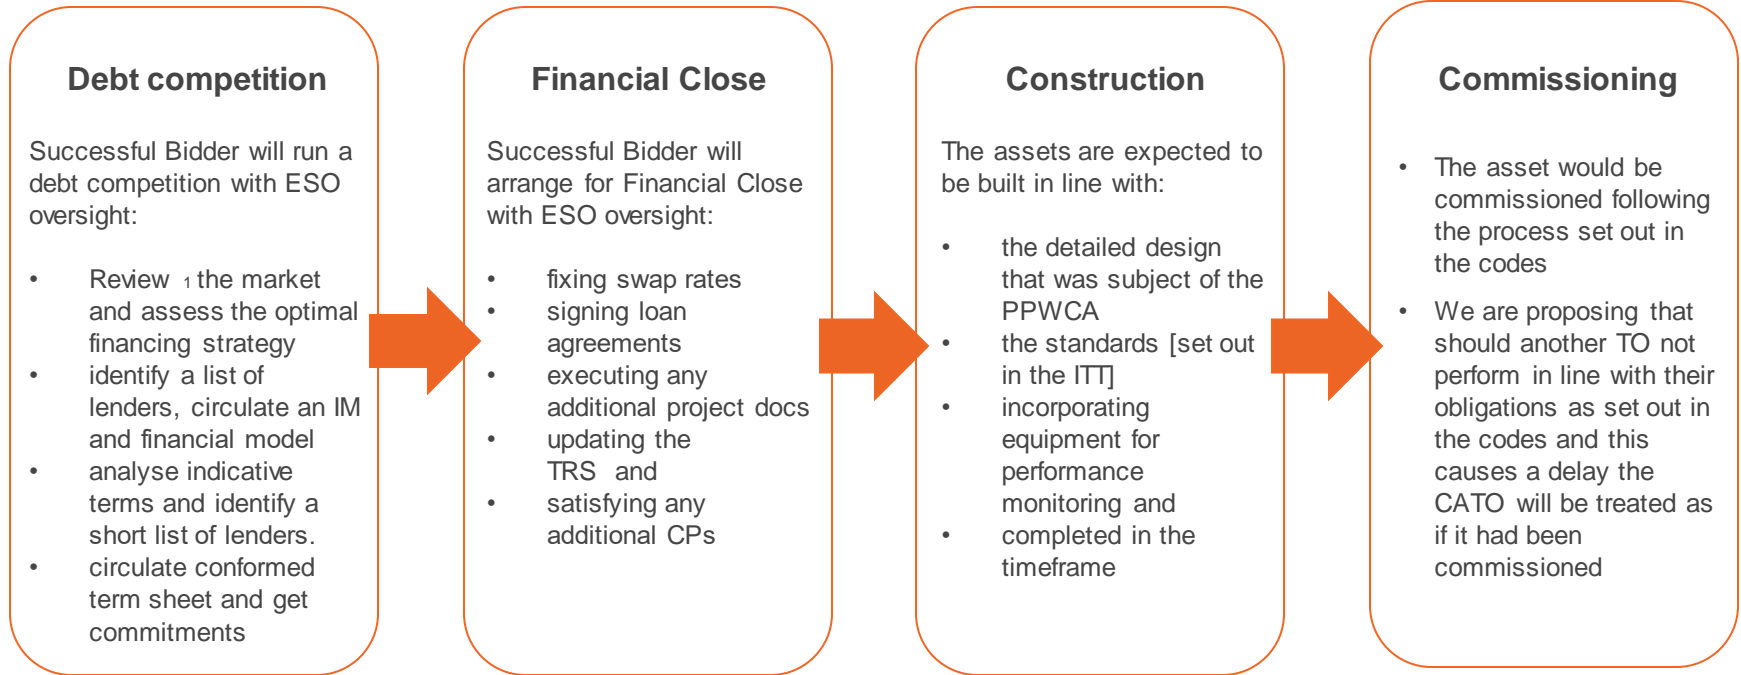 Debt competition
Successful Bidder will run a
debt competition with ESO
oversight:
• Review 1 the market
and assess the optimal
financing strategy
• identify a list of
lenders, circulate an IM
and financial model
• analyse indicative
terms and identify a
short list of lenders.
• circulate conformed
term sheet and get
commitments
Financial Close
Successful Bidder will
arrange for Financial Close
with ESO oversight:
• fixing swap rates
• signing loan
agreements
• executing any
additional project docs
• updating the
TRS and
• satisfying any
additional CPs
Construction
The assets are expected to
be built in line with:
• the detailed design
that was subject of the
PPWCA
• the standards [set out
in the ITT]
• incorporating
equipment for
performance
monitoring and
• completed in the
timeframe
Commissioning
• The asset would be
commissioned following
the process set out in
the codes
• We are proposing that
should another TO not
perform in line with their
obligations as set out in
the codes and this
causes a delay the
CATO will be treated as
if it had been
commissioned